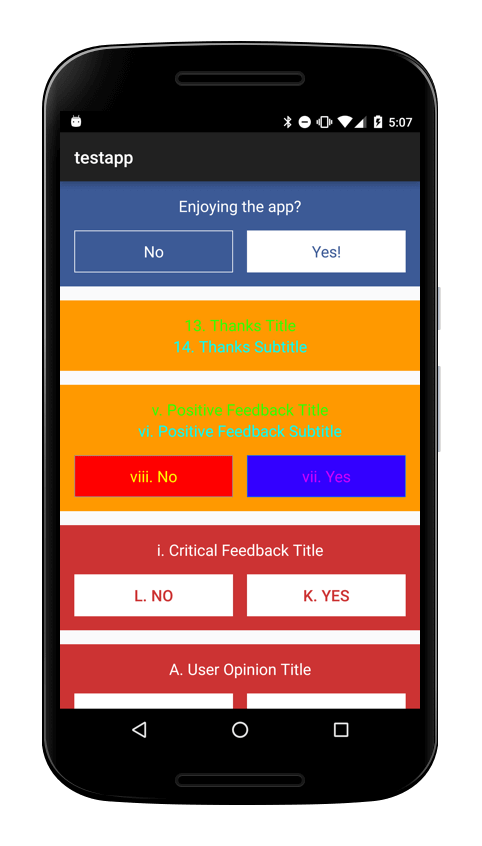 5:07
testapp
Enjoying the app?
No
Yes!
13. Thanks Title
14. Thanks Subtitle
v. Positive Feedback Title
vi. Positive Feedback Subtitle
viii. No
vii. Yes
i. Critical Feedback Title
L. NO
K. YES
A. User Opinion Title